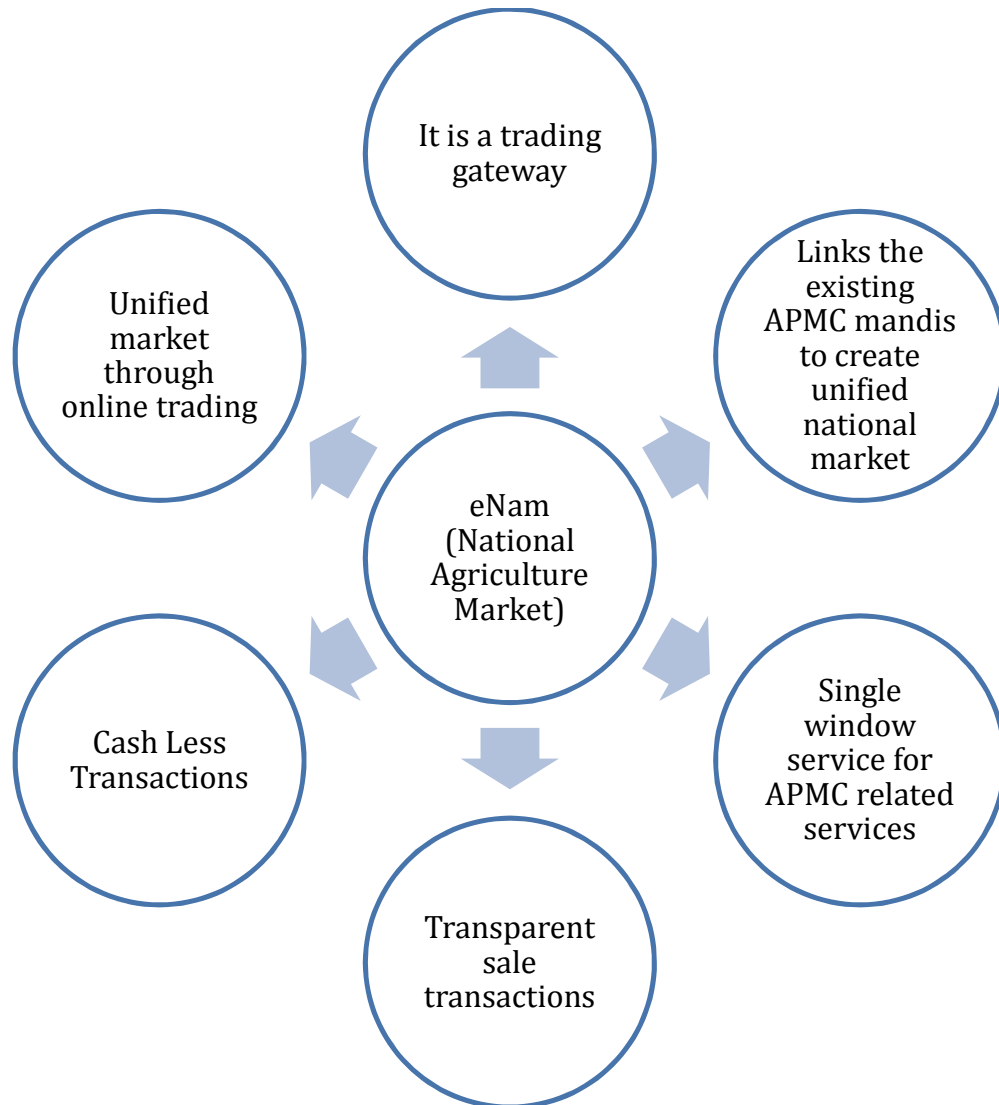 It is a trading
gateway
Links the
existing
APMC mandis
to create
unified
national
market
Single
window
service for
APMC related
services
Transparent
sale
transactions
Cash Less
Transactions
Unified
market
through
online trading
eNam
(National
Agriculture
Market)